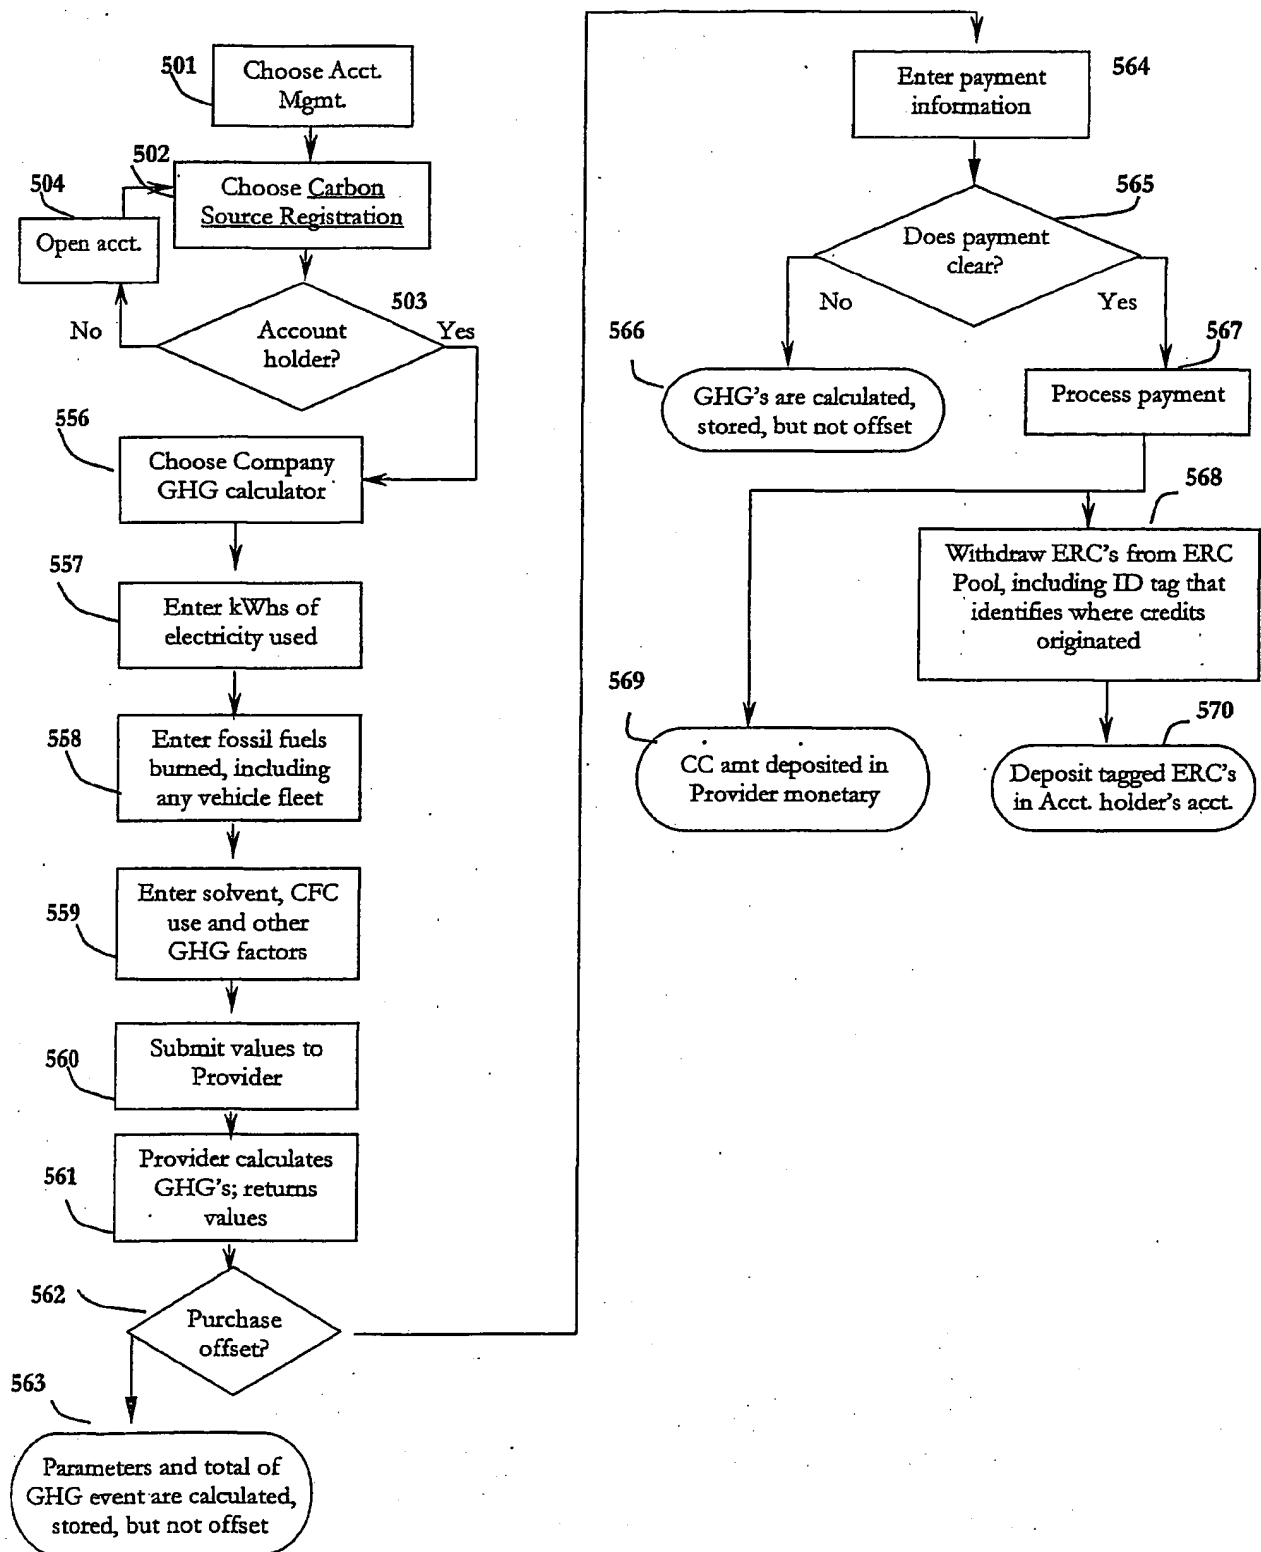 501
Choose Acct.
Mgmt.
502
Choose Carbon
Source Registration
504
Open acct.
503
No
Account
holder?
Yes
556
Choose Company
GHG calculator
557
Enter kWhs of
electricity used
558
Enter fossil fuels
burned, including
any vehicle fleet
559
Enter solvent, CFC
use and other
GHG factors
560
Submit values to
Provider
561
Provider calculates
GHG's; returns
values
562
Purchase
offset?
563
Parameters and total of
GHG event are calculated,
stored, but not offset
564
Enter payment
information
565
Does payment
clear?
No
Yes
566
GHG's are calculated,
stored, but not offset
567
Process payment
568
Withdraw ERC's from ERC
Pool, including ID tag that
identifies where credits
originated
569
CC amt deposited in
Provider monetary
570
Deposit tagged ERC's
in Acct. holder's acct.